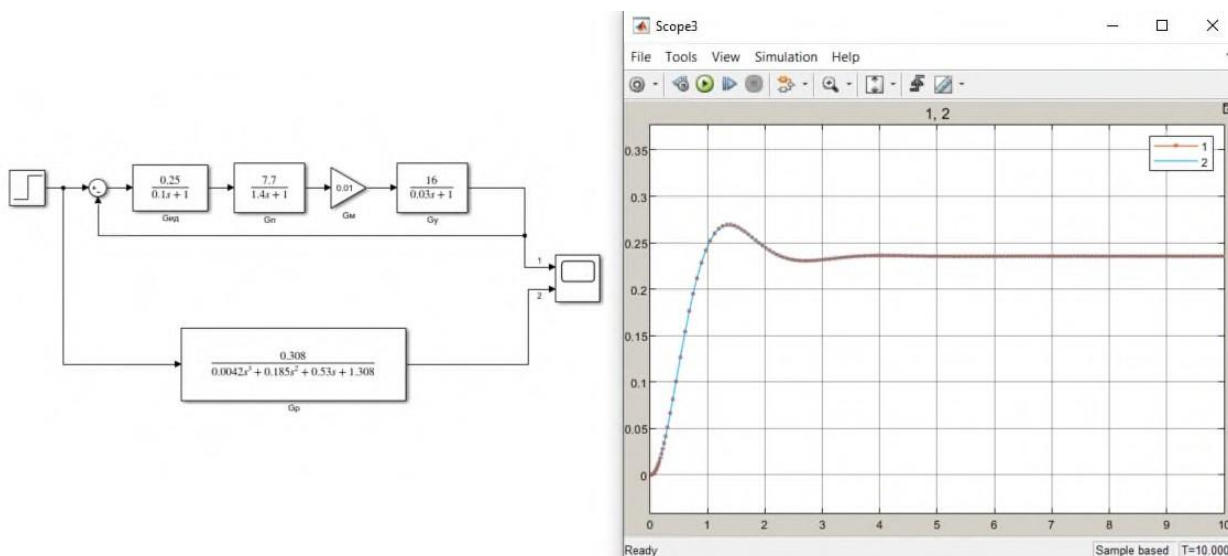 0.25
0.1s + 1
Gид
7.7
1.4s + 1
Gп
0.01
Gм
16
0.03s + 1
Gу
1
2
0.308
0.0042s³ + 0.185s² + 0.53s + 1.308
Gр
Scope3
File Tools View Simulation Help
1, 2
1
2
0.35
0.3
0.25
0.2
0.15
0.1
0.05
0
0 1 2 3 4 5 6 7 8 9 10
Ready
Sample based T=10.000